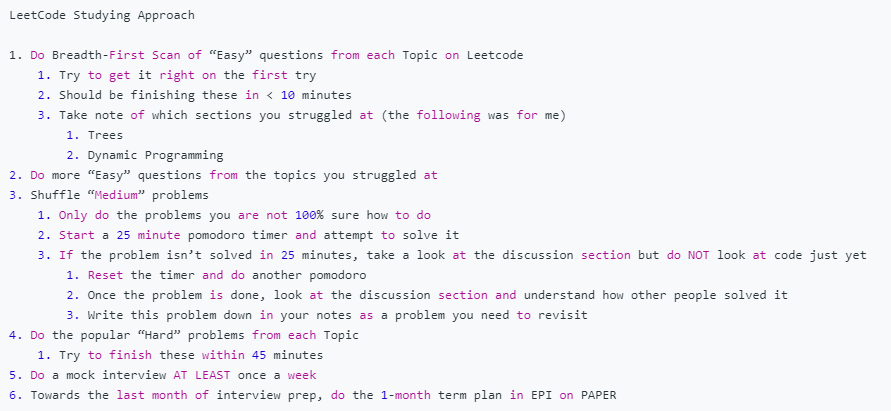 LeetCode Studying Approach
1. Do Breadth-First Scan of “Easy” questions from each Topic on Leetcode
1. Try to get it right on the first try
2. Should be finishing these in < 10 minutes
3. Take note of which sections you struggled at (the following was for me)
1. Trees
2. Dynamic Programming
2. Do more “Easy” questions from the topics you struggled at
3. Shuffle “Medium” problems
1. Only do the problems you are not 100% sure how to do
2. Start a 25 minute pomodoro timer and attempt to solve it
3. If the problem isn’t solved in 25 minutes, take a look at the discussion section but do NOT look at code just yet
1. Reset the timer and do another pomodoro
2. Once the problem is done, look at the discussion section and understand how other people solved it
3. Write this problem down in your notes as a problem you need to revisit
4. Do the popular “Hard” problems from each Topic
1. Try to finish these within 45 minutes
5. Do a mock interview AT LEAST once a week
6. Towards the last month of interview prep, do the 1-month term plan in EPI on PAPER